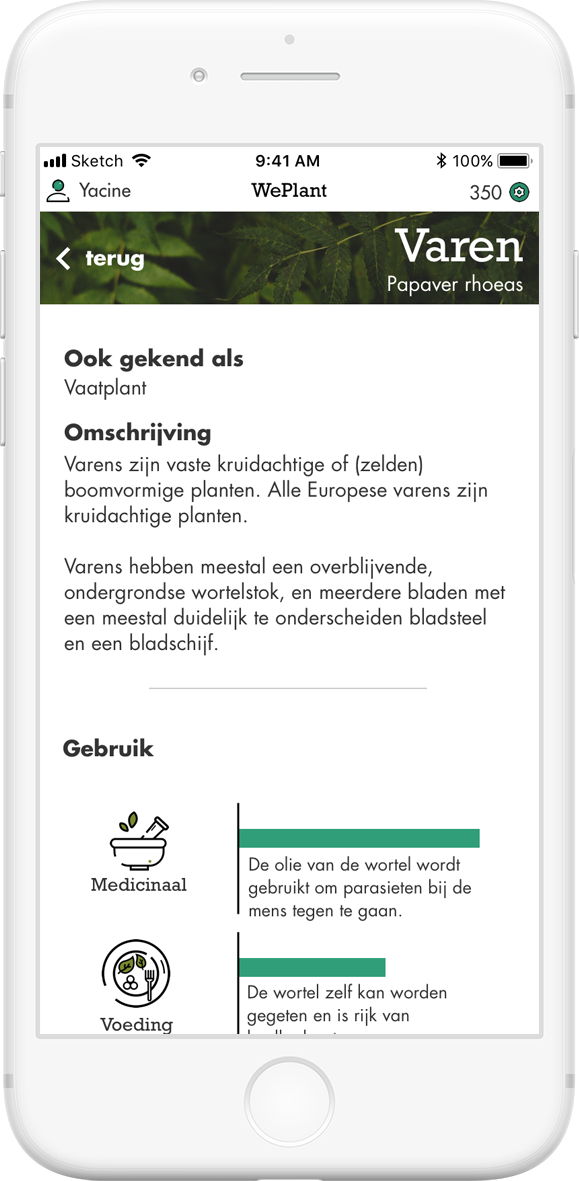 Sketch 9:41 AM 100%
Yacine WePlant 350
terug
Varen
Papaver rhoeas
Ook gekend als
Vaatplant
Omschrijving
Varens zijn vaste kruidachtige of (zelden)
boomvormige planten. Alle Europese varens zijn
kruidachtige planten.
Varens hebben meestal een overblijvende,
ondergrondse wortelstok, en meerdere bladen met
een meestal duidelijk te onderscheiden bladsteel
en een bladschijf.
Gebruik
Medicinaal
De olie van de wortel wordt
gebruikt om parasieten bij de
mens tegen te gaan.
Voeding
De wortel zelf kan worden
gegeten en is rijk van